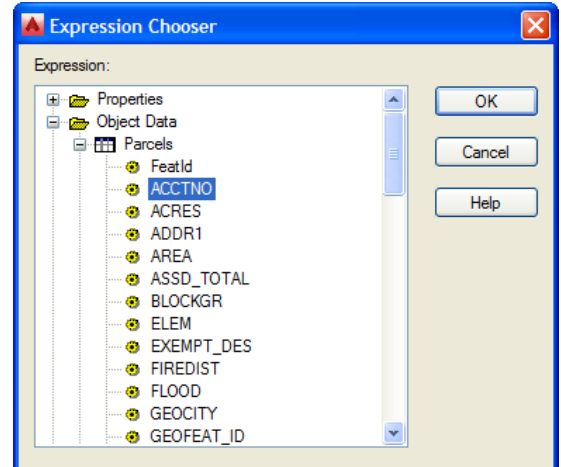 Expression Chooser
Expression:
Properties
Object Data
Parcels
FeatId
ACCTNO
ACRES
ADDR1
AREA
ASSD_TOTAL
BLOCKGR
ELEM
EXEMPT_DES
FIREDIST
FLOOD
GEOCITY
GEOFEAT_ID
OK
Cancel
Help